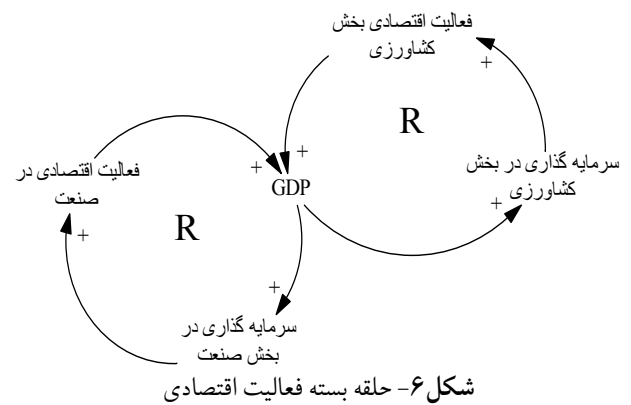 فعالیت اقتصادی بخش
کشاورزی
+
R
+
فعالیت اقتصادی در
صنعت
+
سرمایه گذاری در بخش
کشاورزی
GDP
+
+
R
+
سرمایه گذاری در
بخش صنعت
+
شکل۶- حلقه بسته فعالیت اقتصادی